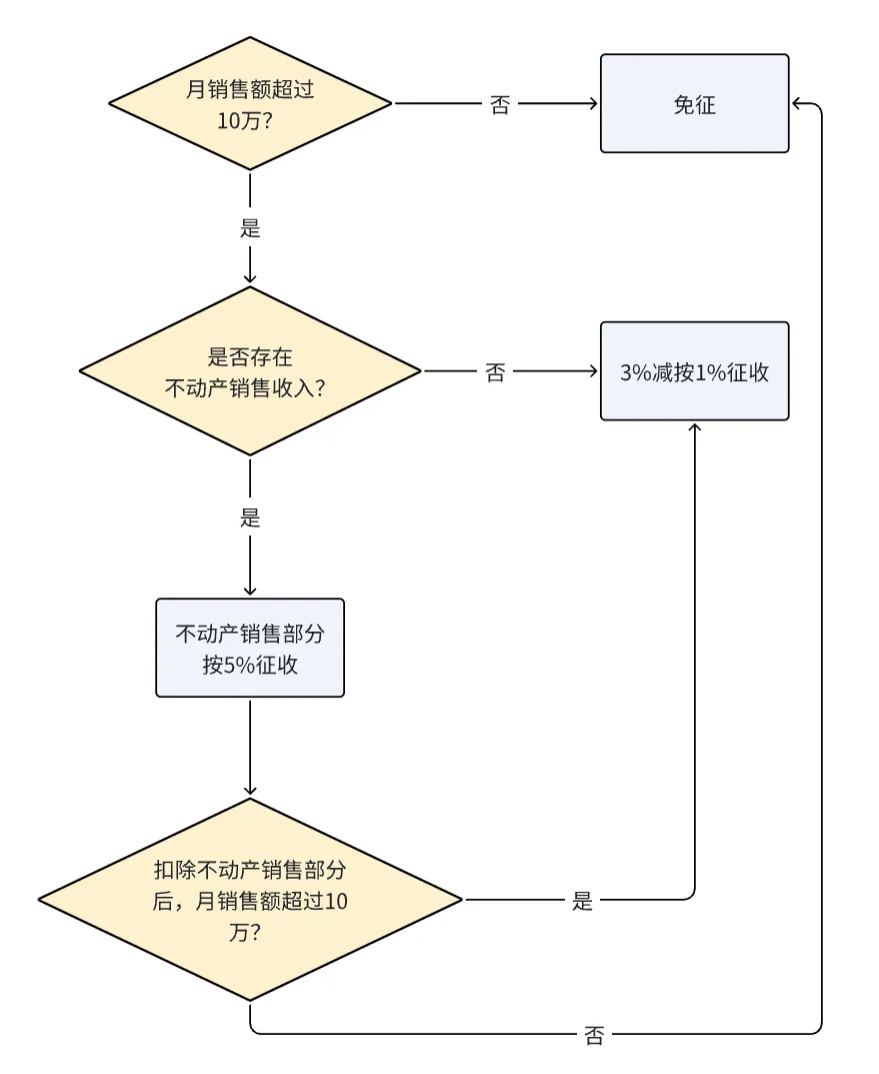 月销售额超过
10万？
否
免征
是
是否存在
不动产销售收入？
否
3%减按1%征收
是
不动产销售部分
按5%征收
扣除不动产销售部分
后，月销售额超过10
万？
是
否